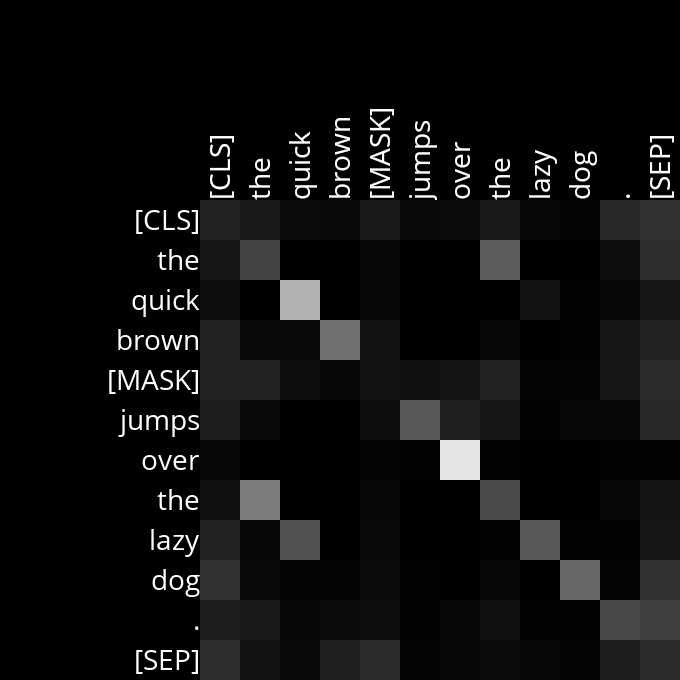 [CLS] the quick brown [MASK] jumps over the lazy dog . [SEP]
[CLS]
the
quick
brown
[MASK]
jumps
over
the
lazy
dog
.
[SEP]